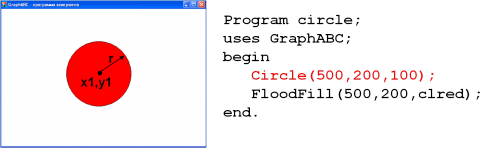 GraphABC - программа завершена
r
x1,y1
Program circle;
uses GraphABC;
begin
Circle(500,200,100);
FloodFill(500,200,clred);
end.